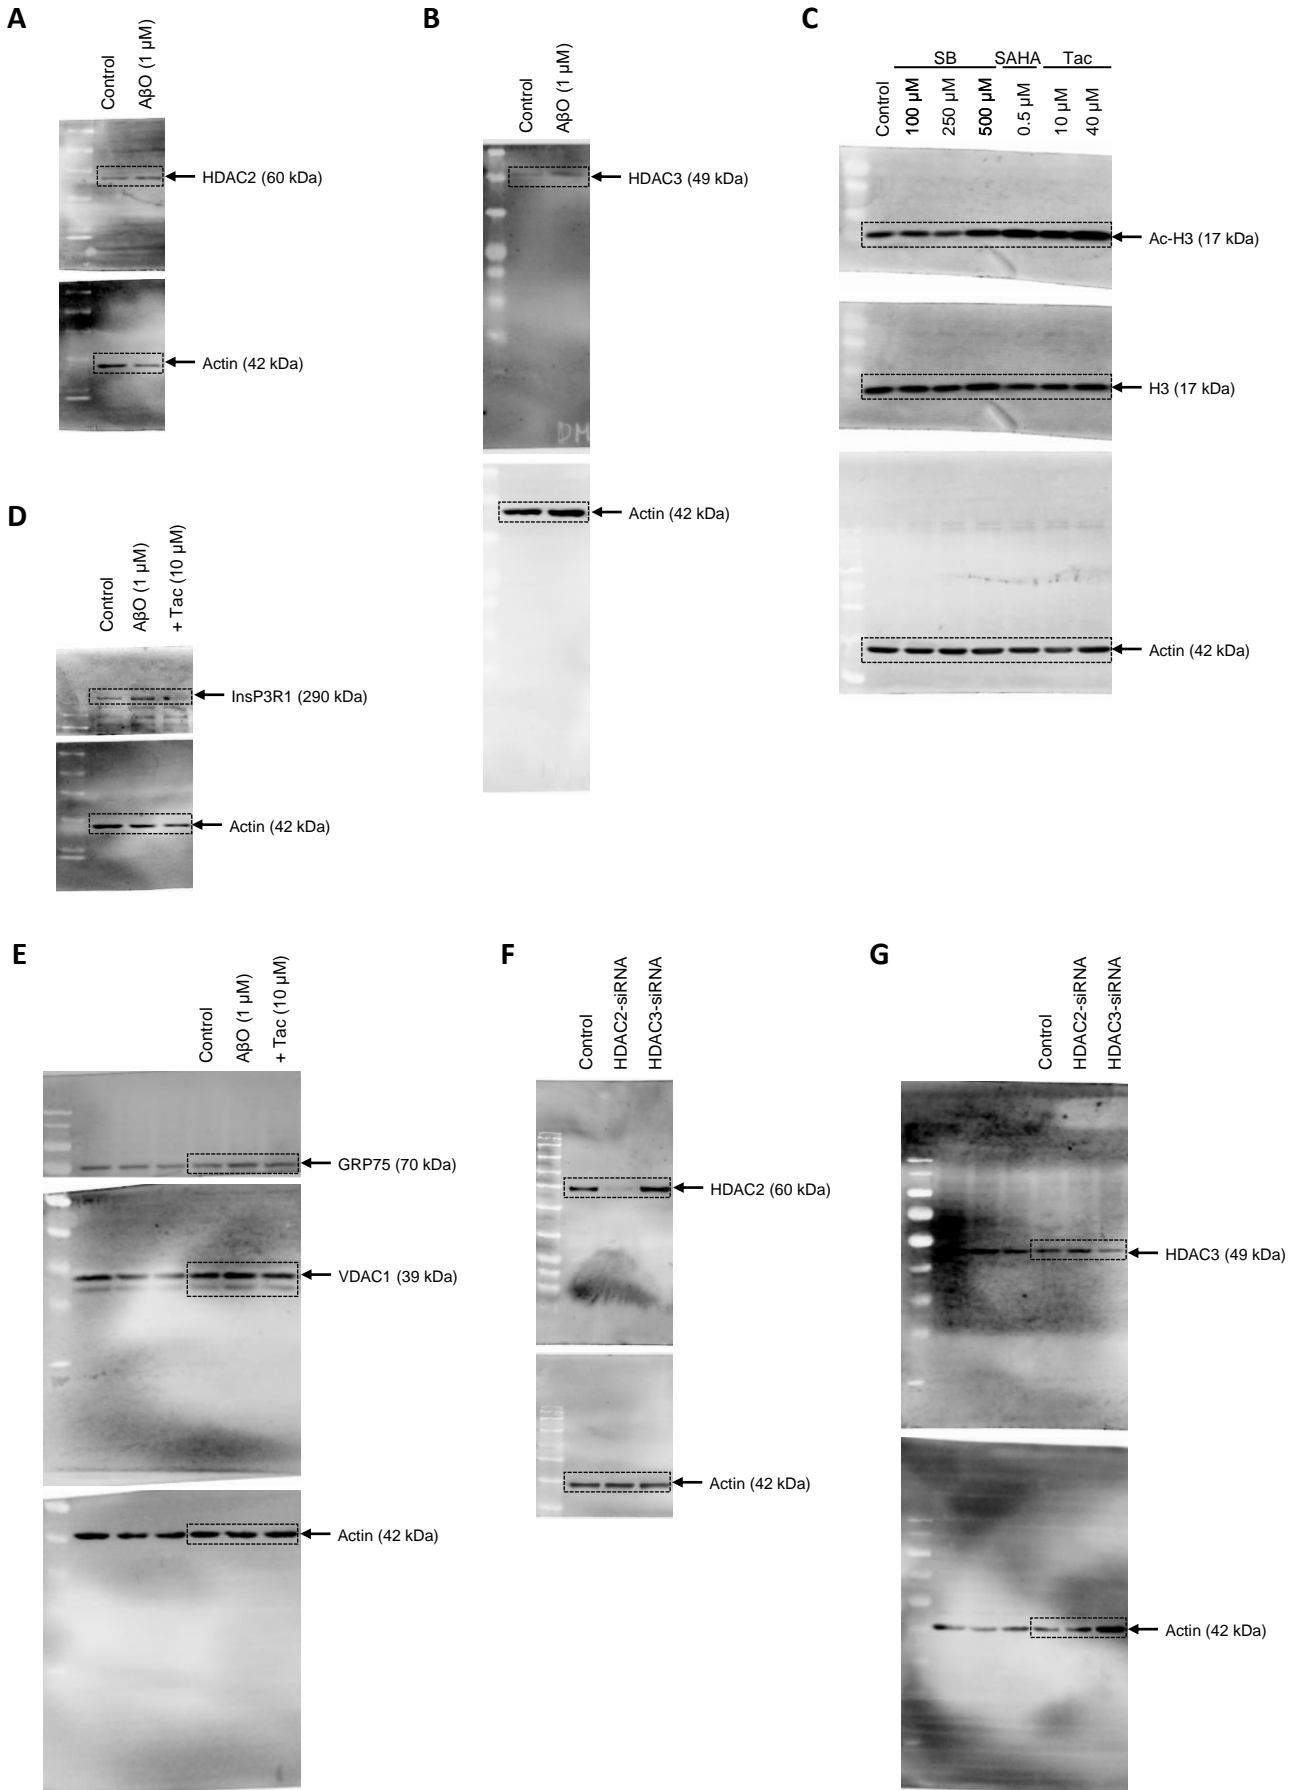 A
Control
AβO (1 µM)
HDAC2 (60 kDa)
Actin (42 kDa)
B
Control
AβO (1 µM)
HDAC3 (49 kDa)
DM
Actin (42 kDa)
C
SB
SAHA
Tac
Control
100 µM
250 µM
500 µM
0.5 µM
10 µM
40 µM
Ac-H3 (17 kDa)
H3 (17 kDa)
Actin (42 kDa)
D
Control
AβO (1 µM)
+ Tac (10 µM)
InsP3R1 (290 kDa)
Actin (42 kDa)
E
Control
AβO (1 µM)
+ Tac (10 µM)
GRP75 (70 kDa)
VDAC1 (39 kDa)
Actin (42 kDa)
F
Control
HDAC2-siRNA
HDAC3-siRNA
HDAC2 (60 kDa)
Actin (42 kDa)
G
Control
HDAC2-siRNA
HDAC3-siRNA
HDAC3 (49 kDa)
Actin (42 kDa)